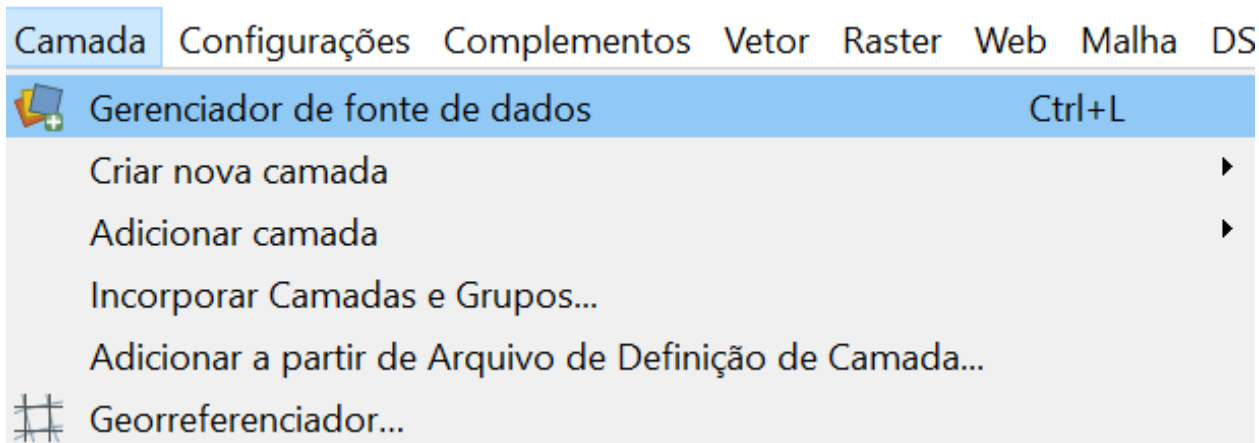 Camada Configurações Complementos Vetor Raster Web Malha DS
Gerenciador de fonte de dados Ctrl+L
Criar nova camada
Adicionar camada
Incorporar Camadas e Grupos...
Adicionar a partir de Arquivo de Definição de Camada...
Georreferenciador...